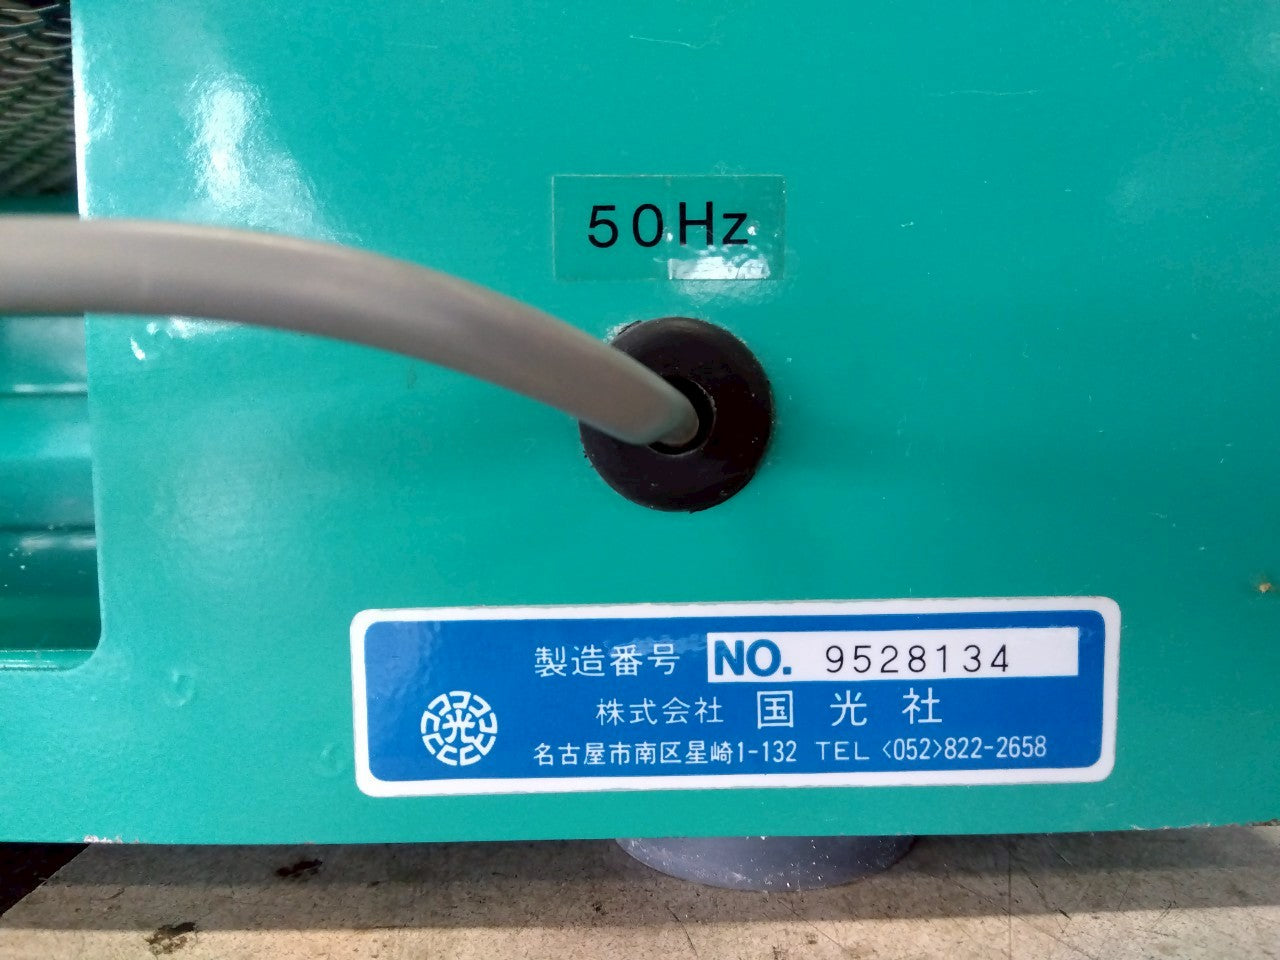 50Hz
製造番号 NO. 9528134
光 株式会社 国光社
名古屋市南区星崎1-132 TEL <052>822-2658